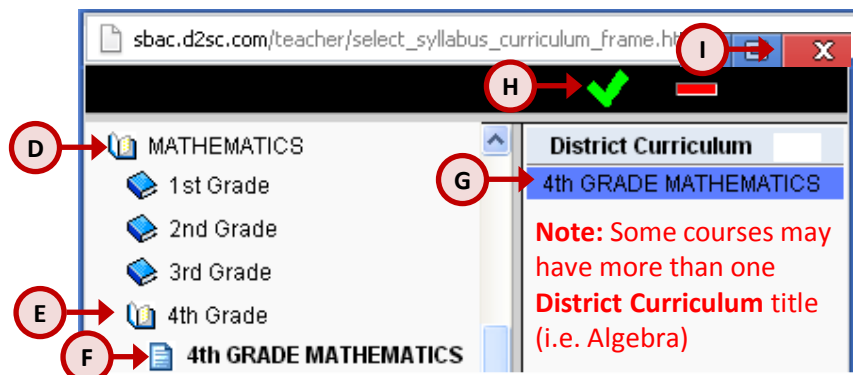 sbac.d2sc.com/teacher/select_syllabus_curriculum_frame.ht
I
X
H
D
MATHEMATICS
District Curriculum
1st Grade
G
4th GRADE MATHEMATICS
2nd Grade
Note: Some courses may
have more than one
District Curriculum title
(i.e. Algebra)
3rd Grade
E
4th Grade
F
4th GRADE MATHEMATICS